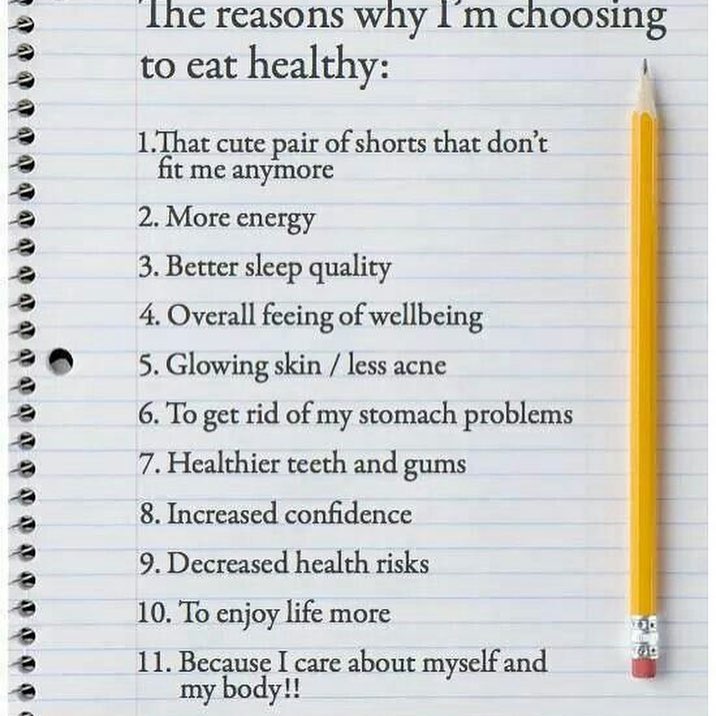 The reasons why I'm choosing
to eat healthy:
1.That cute pair of shorts that don't
fit me anymore
2. More energy
3. Better sleep quality
4. Overall feeing of wellbeing
5. Glowing skin / less acne
6. To get rid of my stomach problems
7. Healthier teeth and gums
8. Increased confidence
9. Decreased health risks
10. To enjoy life more
11. Because I care about myself and
my body!!